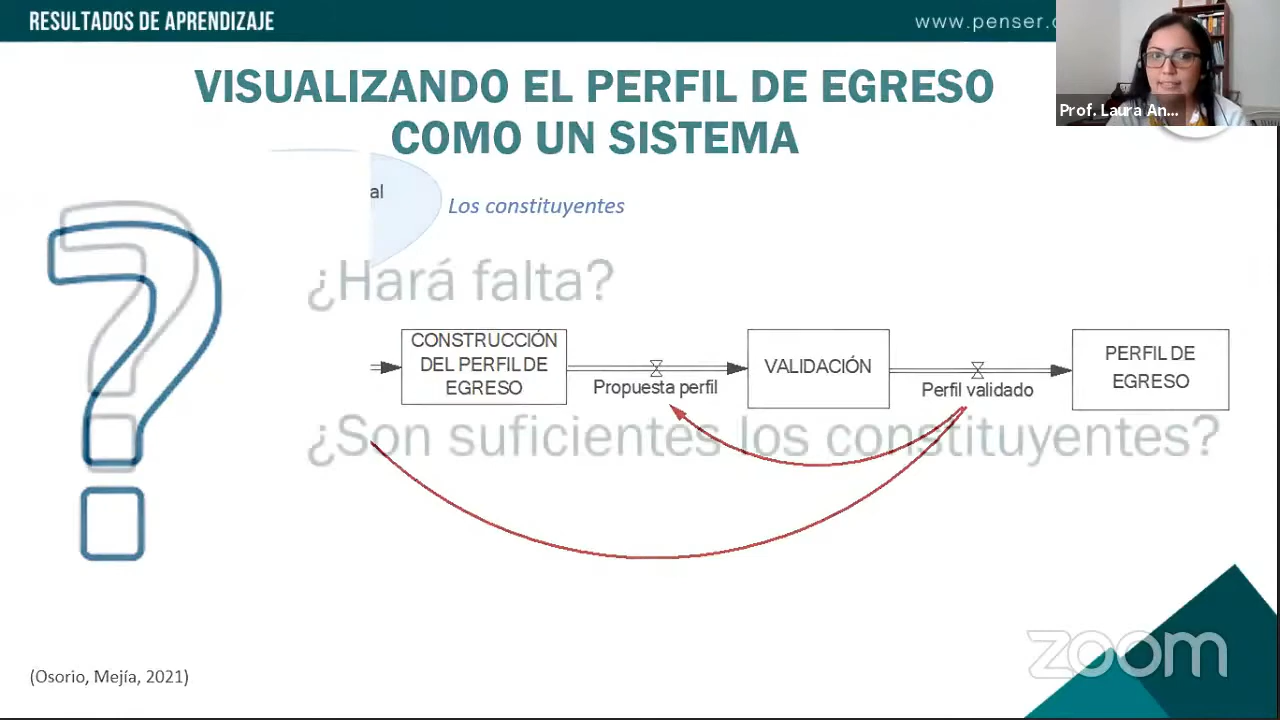 RESULTADOS DE APRENDIZAJE
www.penser.
Prof. Laura An...
VISUALIZANDO EL PERFIL DE EGRESO
COMO UN SISTEMA
al
Los constituyentes
¿Hará falta?
CONSTRUCCIÓN
DEL PERFIL DE
EGRESO
Propuesta perfil
VALIDACIÓN
Perfil validado
PERFIL DE
EGRESO
¿Son suficientes los constituyentes?
(Osorio, Mejía, 2021)
zoom